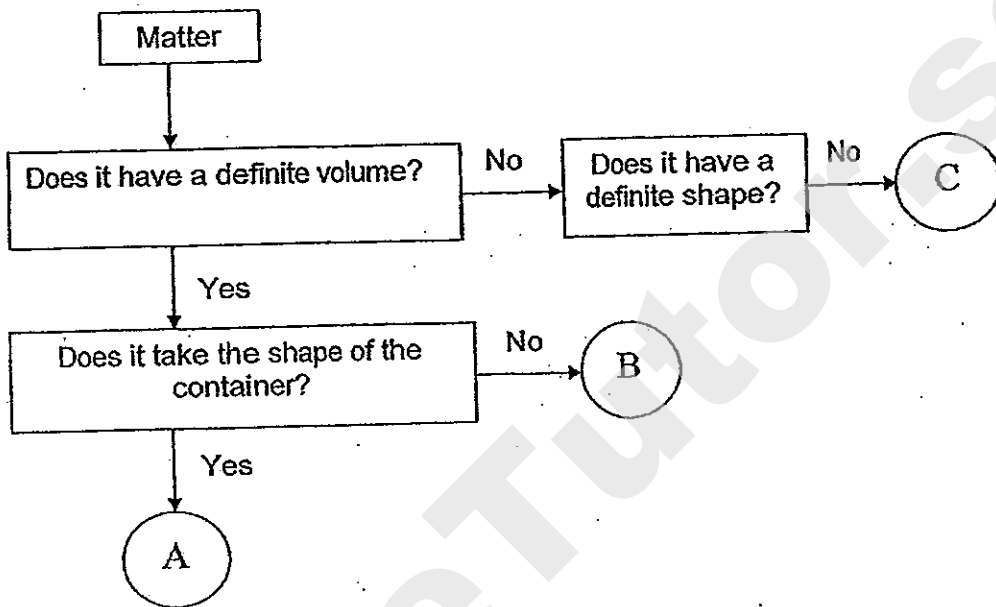 Matter
Does it have a definite volume?
No
Does it have a
definite shape?
No
C
Yes
Does it take the shape of the
container?
No
B
Yes
A
eTutor.s